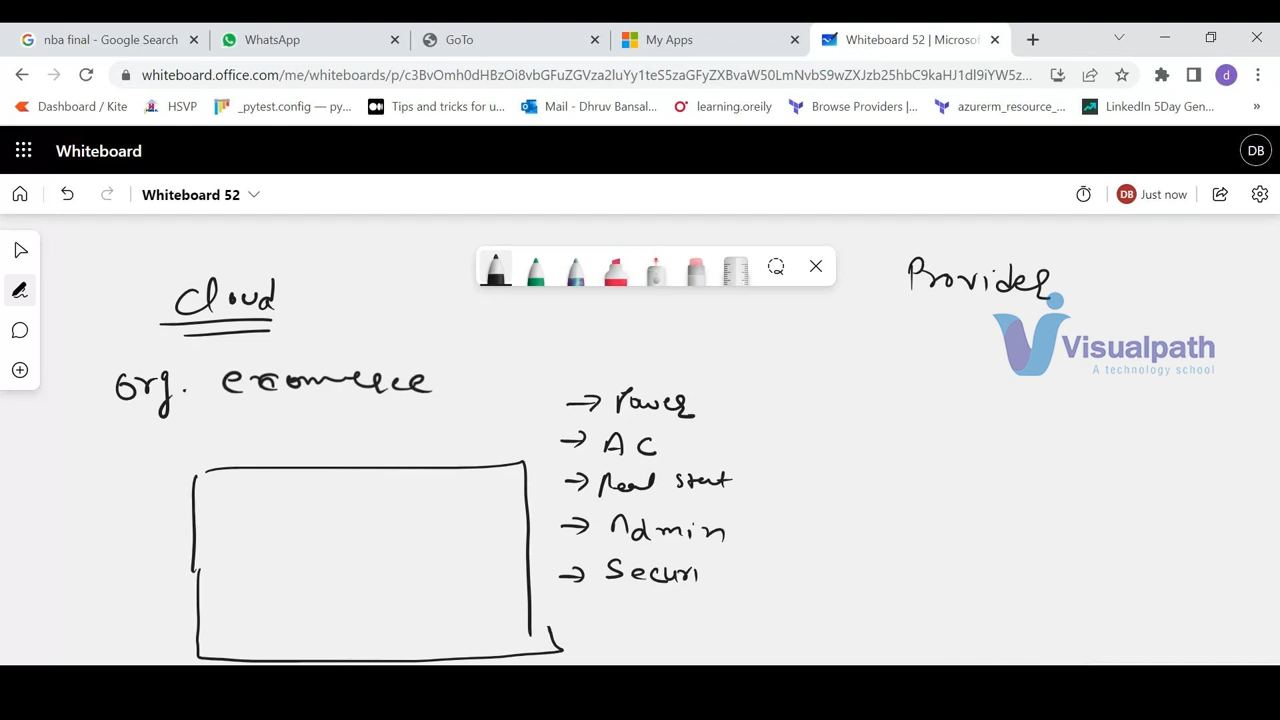 nba final - Google Search
WhatsApp
GoTo
My Apps
Whiteboard 52 | Microsof
whiteboard.office.com/me/whiteboards/p/c3BvOmh0dHBzOi8vbGFuZGVza2luYy1teS5zaGFyZXBvaW50LmNvbS9wZXJzb25hbC9kaHJ1dl9iYW5z...
d
Dashboard / Kite
HSVP
_pytest.config — py...
Tips and tricks for u...
Mail - Dhruv Bansal...
learning.oreily
Browse Providers |...
azurerm_resource_...
LinkedIn 5Day Gen...
»
Whiteboard
DB
Whiteboard 52
DB Just now
Cloud
Provider
Visualpath
A technology school
org. ecommerce
→ Power
→ AC
→ Real
→ Admin
→ Securi